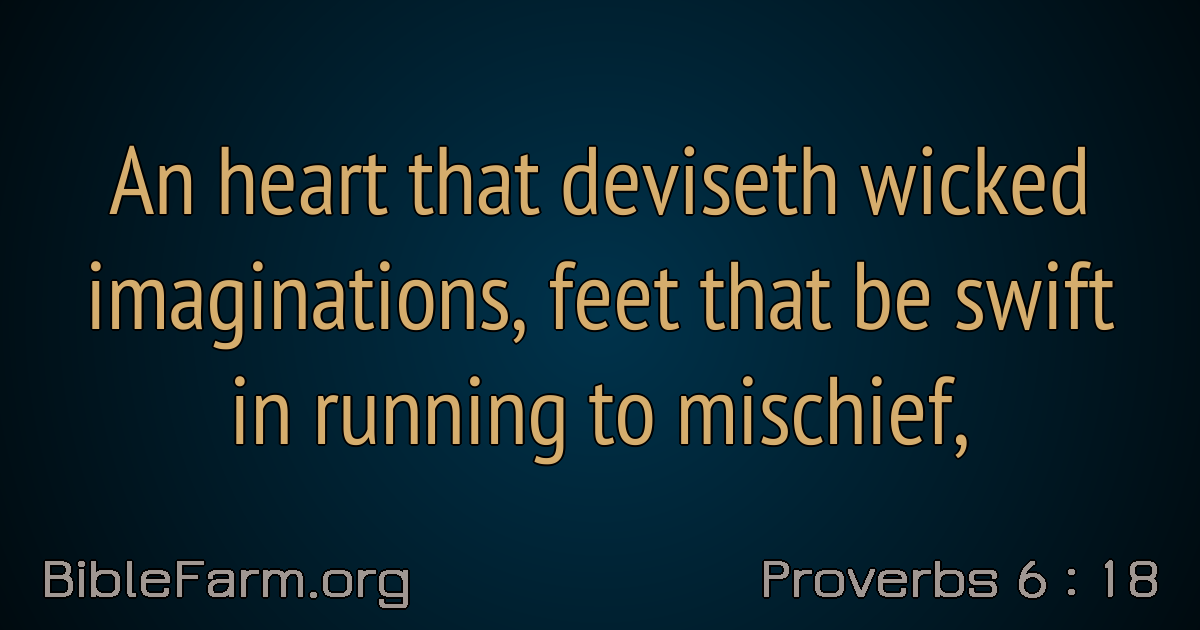 An heart that deviseth wicked
imaginations, feet that be swift
in running to mischief,
BibleFarm.org
Proverbs 6 : 18